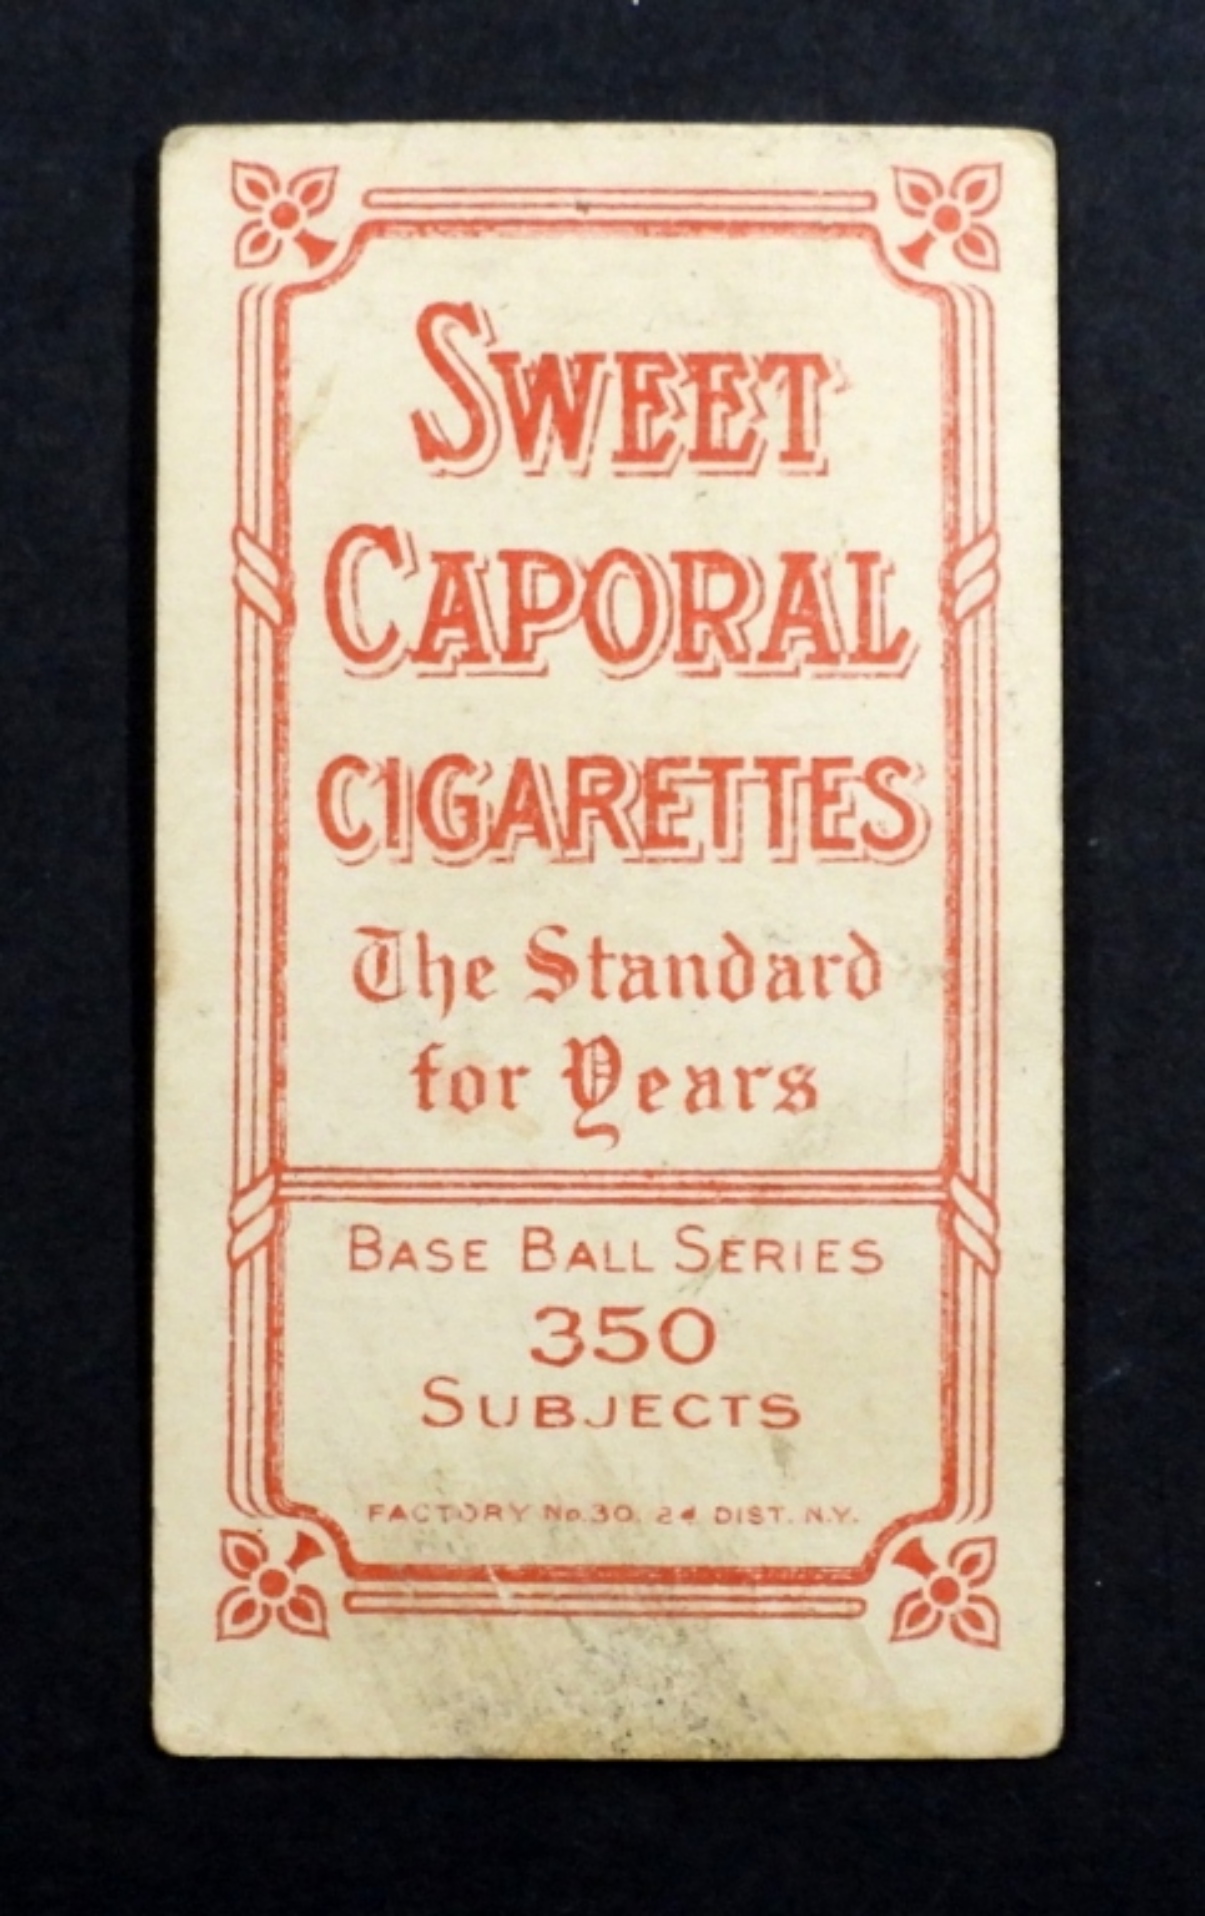 SWEET
CAPORAL
CIGARETTES
The Standard
for Years
BASE BALL SERIES
350
SUBJECTS
FACTORY No. 30. 2d DIST. N.Y.